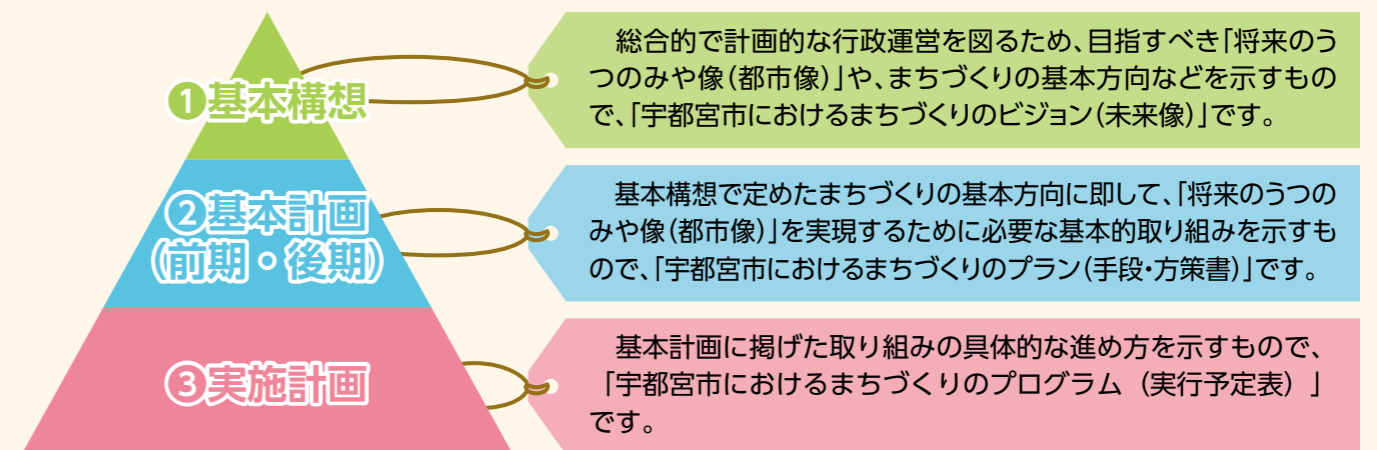 ❶基本構想
総合的で計画的な行政運営を図るため、目指すべき「将来のう
つのみや像（都市像）」や、まちづくりの基本方向などを示すもの
で、「宇都宮市におけるまちづくりのビジョン（未来像）」です。
❷基本計画
（前期・後期）
基本構想で定めたまちづくりの基本方向に即して、「将来のうつの
みや像（都市像）」を実現するために必要な基本的取り組みを示すも
ので、「宇都宮市におけるまちづくりのプラン（手段・方策書）」です。
❸実施計画
基本計画に掲げた取り組みの具体的な進め方を示すもので、
「宇都宮市におけるまちづくりのプログラム（実行予定表）」
です。